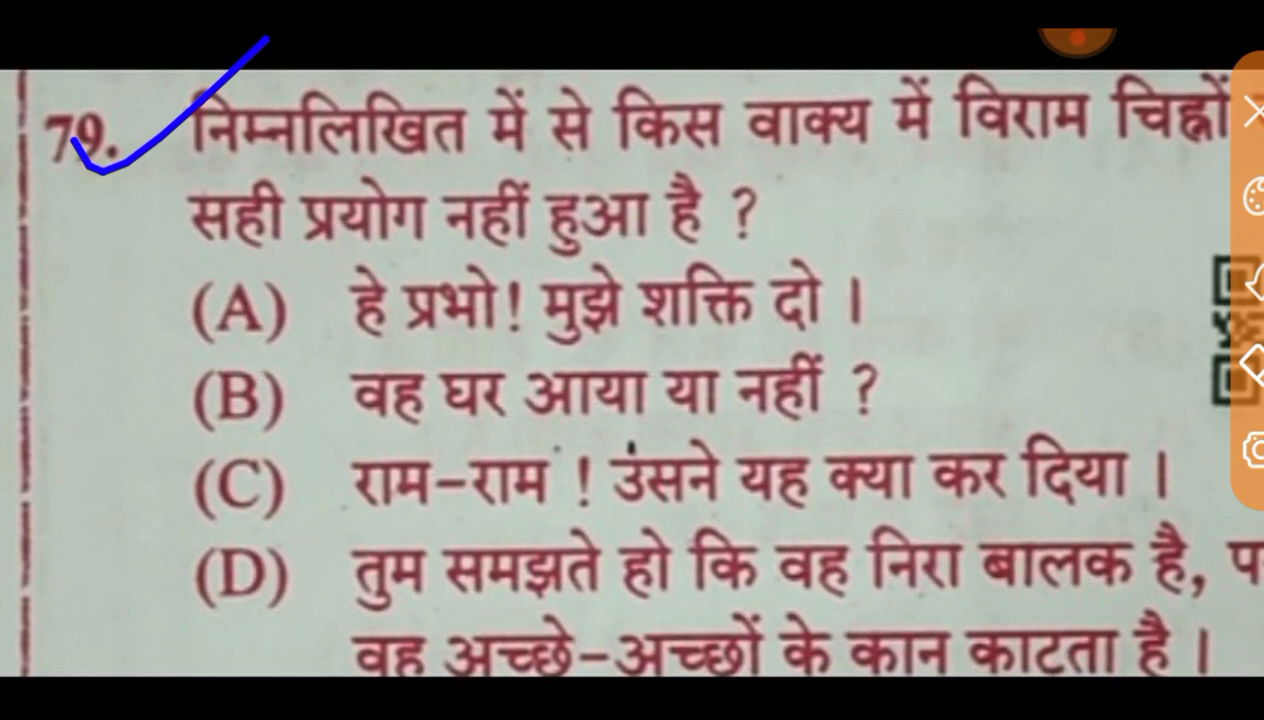 79. निम्नलिखित में से किस वाक्य में विराम चिह्नों
सही प्रयोग नहीं हुआ है ?
(A) हे प्रभो! मुझे शक्ति दो ।
(B) वह घर आया या नहीं ?
(C) राम-राम ! उसने यह क्या कर दिया ।
(D) तुम समझते हो कि वह निरा बालक है,
वह अच्छे-अच्छों के कान काटता है ।